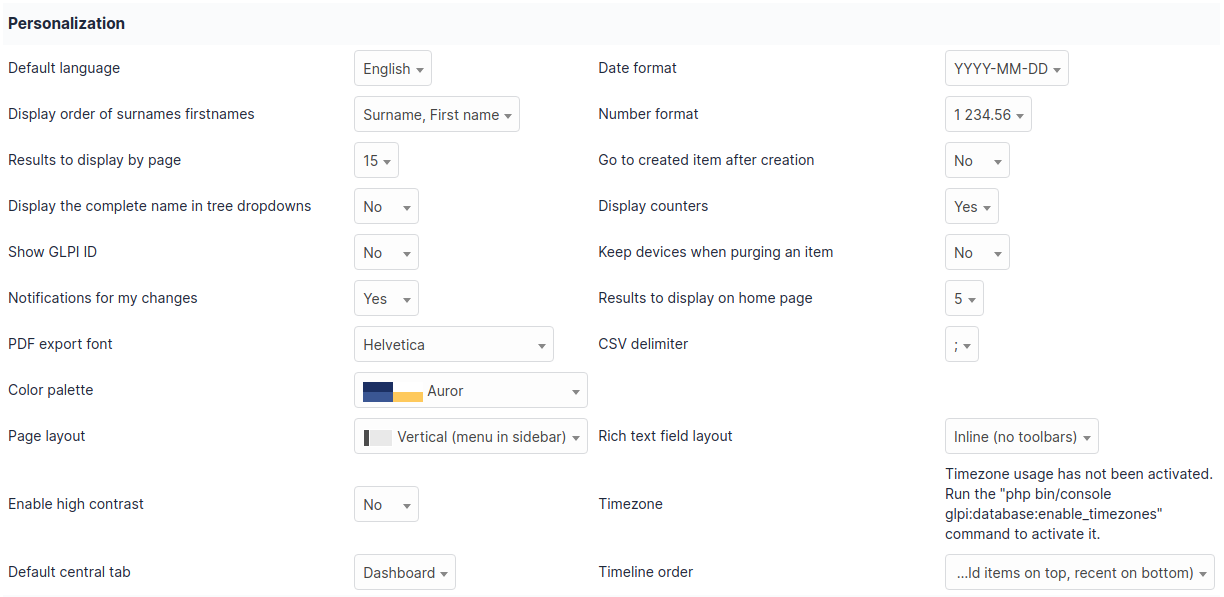 Personalization
Default language English Date format YYYY-MM-DD
Display order of surnames firstnames Surname, First name Number format 1 234.56
Results to display by page 15 Go to created item after creation No
Display the complete name in tree dropdowns No Display counters Yes
Show GLPI ID No Keep devices when purging an item No
Notifications for my changes Yes Results to display on home page 5
PDF export font Helvetica CSV delimiter ;
Color palette Auror
Page layout Vertical (menu in sidebar) Rich text field layout Inline (no toolbars)
Enable high contrast No Timezone Timezone usage has not been activated.
Run the "php bin/console
glpi:database:enable_timezones"
command to activate it.
Default central tab Dashboard Timeline order ...ld items on top, recent on bottom)